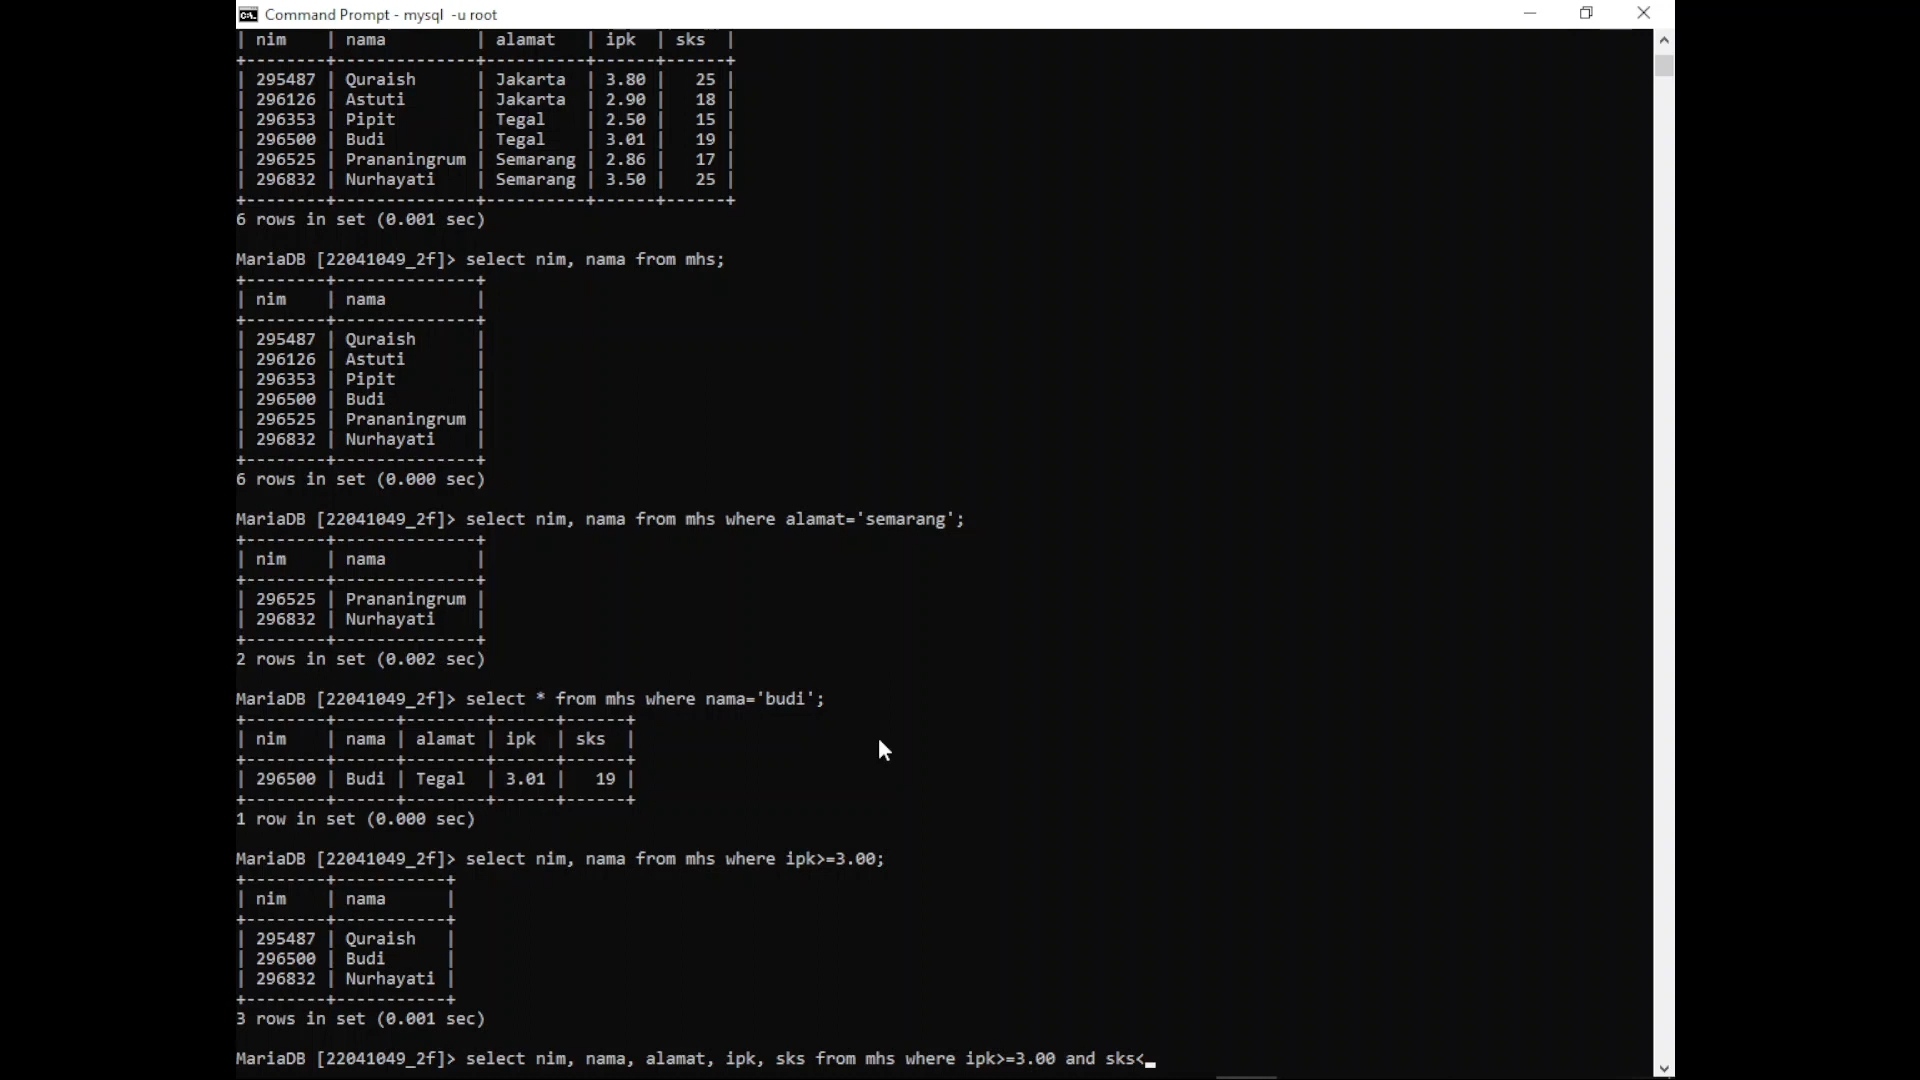 Command Prompt - mysql  -u root
| nim    | nama         | alamat   | ipk  | sks  |
+--------+--------------+----------+------+------+
| 295487 | Quraish      | Jakarta  | 3.80 |   25 |
| 296126 | Astuti       | Jakarta  | 2.90 |   18 |
| 296353 | Pipit        | Tegal    | 2.50 |   15 |
| 296500 | Budi         | Tegal    | 3.01 |   19 |
| 296525 | Prananingrum | Semarang | 2.86 |   17 |
| 296832 | Nurhayati    | Semarang | 3.50 |   25 |
+--------+--------------+----------+------+------+
6 rows in set (0.001 sec)
MariaDB [22041049_2f]> select nim, nama from mhs;
+--------+--------------+
| nim    | nama         |
+--------+--------------+
| 295487 | Quraish      |
| 296126 | Astuti       |
| 296353 | Pipit        |
| 296500 | Budi         |
| 296525 | Prananingrum |
| 296832 | Nurhayati    |
+--------+--------------+
6 rows in set (0.000 sec)
MariaDB [22041049_2f]> select nim, nama from mhs where alamat='semarang';
+--------+--------------+
| nim    | nama         |
+--------+--------------+
| 296525 | Prananingrum |
| 296832 | Nurhayati    |
+--------+--------------+
2 rows in set (0.002 sec)
MariaDB [22041049_2f]> select * from mhs where nama='budi';
+--------+------+--------+------+------+
| nim    | nama | alamat | ipk  | sks  |
+--------+------+--------+------+------+
| 296500 | Budi | Tegal  | 3.01 |   19 |
+--------+------+--------+------+------+
1 row in set (0.000 sec)
MariaDB [22041049_2f]> select nim, nama from mhs where ipk>=3.00;
+--------+-----------+
| nim    | nama      |
+--------+-----------+
| 295487 | Quraish   |
| 296500 | Budi      |
| 296832 | Nurhayati |
+--------+-----------+
3 rows in set (0.001 sec)
MariaDB [22041049_2f]> select nim, nama, alamat, ipk, sks from mhs where ipk>=3.00 and sks<